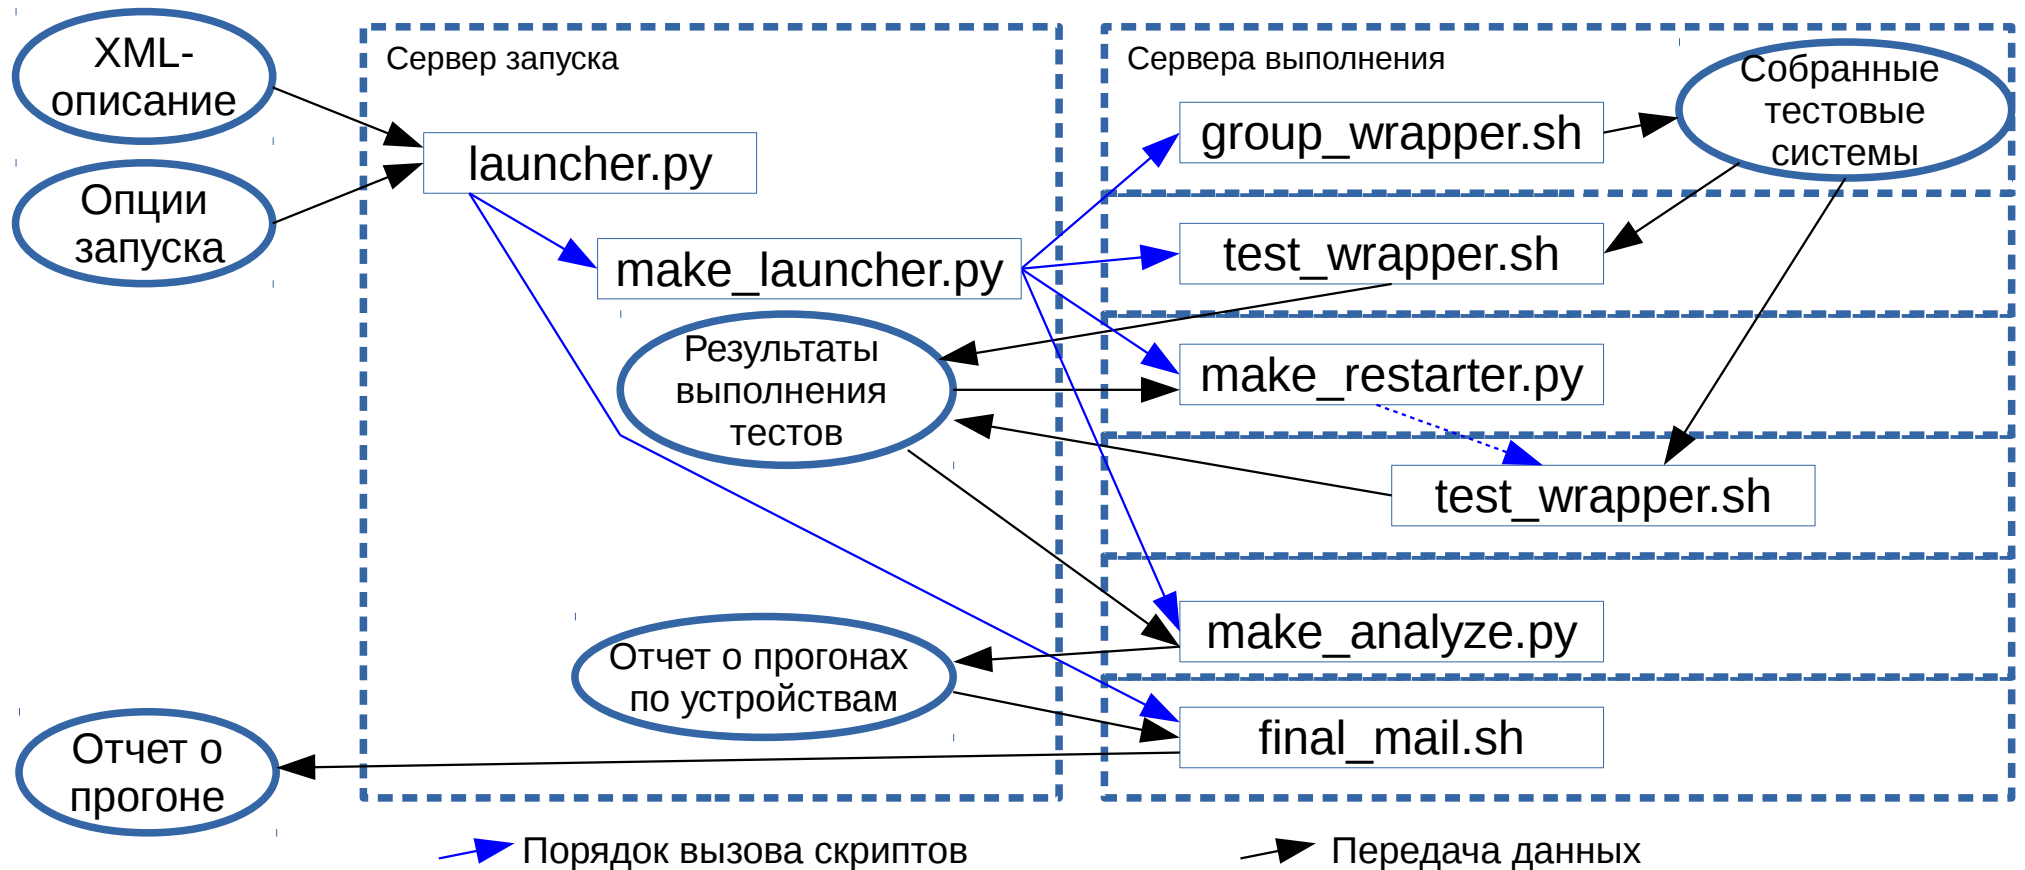 XML-
описание
Опции
запуска
Сервер запуска
launcher.py
make_launcher.py
Результаты
выполнения
тестов
Отчет о прогонах
по устройствам
Отчет о
прогоне
Сервера выполнения
Собранные
тестовые
системы
group_wrapper.sh
test_wrapper.sh
make_restarter.py
test_wrapper.sh
make_analyze.py
final_mail.sh
Порядок вызова скриптов
Передача данных